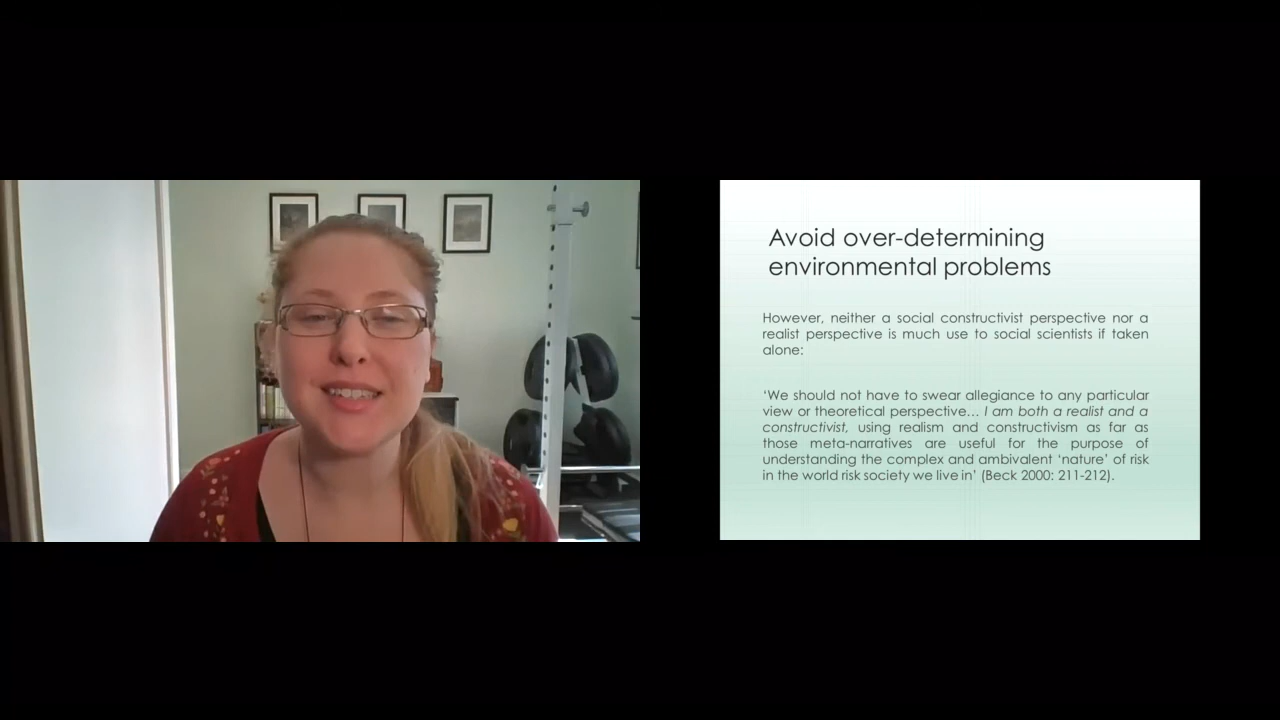 Avoid over-determining
environmental problems
However, neither a social constructivist perspective nor a
realist perspective is much use to social scientists if taken
alone:
‘We should not have to swear allegiance to any particular
view or theoretical perspective… I am both a realist and a
constructivist, using realism and constructivism as far as
those meta-narratives are useful for the purpose of
understanding the complex and ambivalent ‘nature’ of risk
in the world risk society we live in’ (Beck 2000: 211-212).